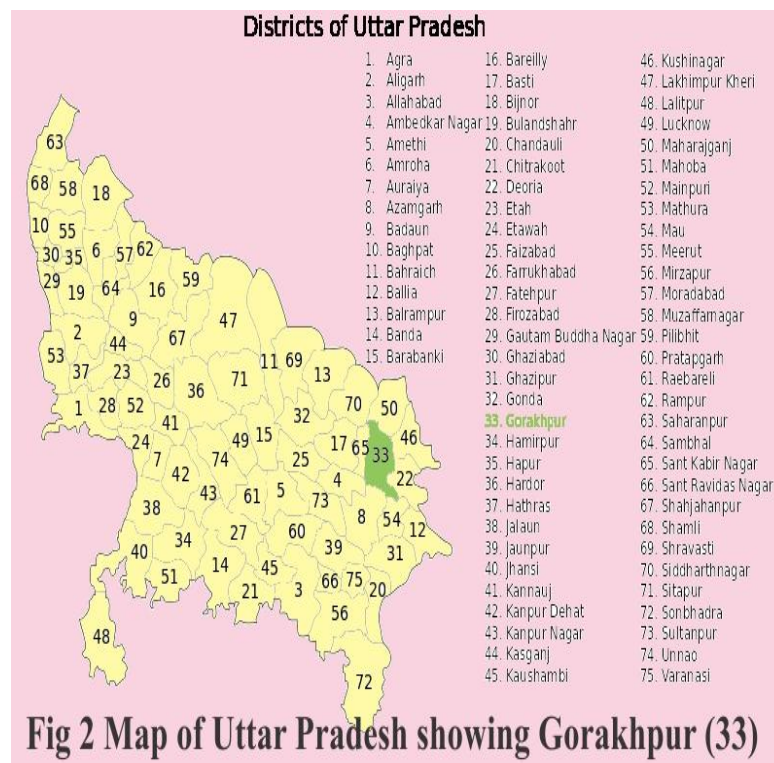 Districts of Uttar Pradesh
1. Agra
2. Aligarh
3. Allahabad
4. Ambedkar Nagar
5. Amethi
6. Amroha
7. Auraiya
8. Azamgarh
9. Badaun
10. Baghpat
11. Bahraich
12. Ballia
13. Balrampur
14. Banda
15. Barabanki
16. Bareilly
17. Basti
18. Bijnor
19. Bulandshahr
20. Chandauli
21. Chitrakoot
22. Deoria
23. Etah
24. Etawah
25. Faizabad
26. Farrukhabad
27. Fatehpur
28. Firozabad
29. Gautam Buddha Nagar
30. Ghaziabad
31. Ghazipur
32. Gonda
33. Gorakhpur
34. Hamirpur
35. Hapur
36. Hardor
37. Hathras
38. Jalaun
39. Jaunpur
40. Jhansi
41. Kannauj
42. Kanpur Dehat
43. Kanpur Nagar
44. Kasganj
45. Kaushambi
46. Kushinagar
47. Lakhimpur Kheri
48. Lalitpur
49. Lucknow
50. Maharajganj
51. Mahoba
52. Mainpuri
53. Mathura
54. Mau
55. Meerut
56. Mirzapur
57. Moradabad
58. Muzaffarnagar
59. Pilibhit
60. Pratapgarh
61. Raebareli
62. Rampur
63. Saharanpur
64. Sambhal
65. Sant Kabir Nagar
66. Sant Ravidas Nagar
67. Shahjahanpur
68. Shamli
69. Shravasti
70. Siddharthnagar
71. Sitapur
72. Sonbhadra
73. Sultanpur
74. Unnao
75. Varanasi
63
68 58 18
10 55
30 35 6 57 62
29 19 64 16 59
9 47
2 44 67
53 37 23 26 36 71 11 69 13
1 28 52 41 32 70 50
24 7 42 74 49 15 25 17 65 33 46
43 61 5 73 4 22
38 27 60 8 54 12
40 34 14 45 39 31
51 21 3 66 75 20
48 56
72
Fig 2 Map of Uttar Pradesh showing Gorakhpur (33)